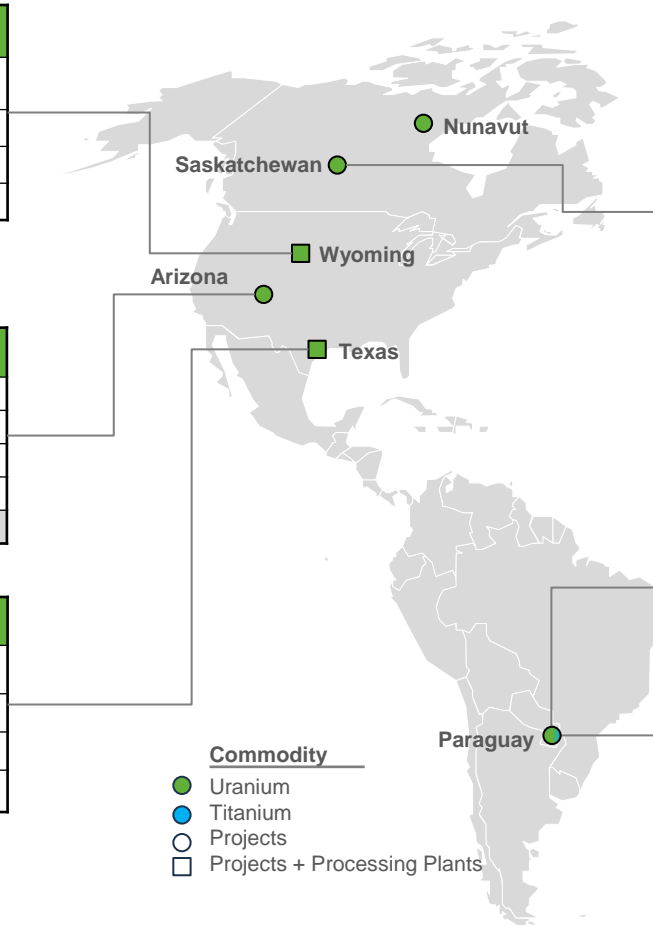 Nunavut
Saskatchewan
Wyoming
Arizona
Texas
Paraguay
Commodity
Uranium
Titanium
Projects
Projects + Processing Plants